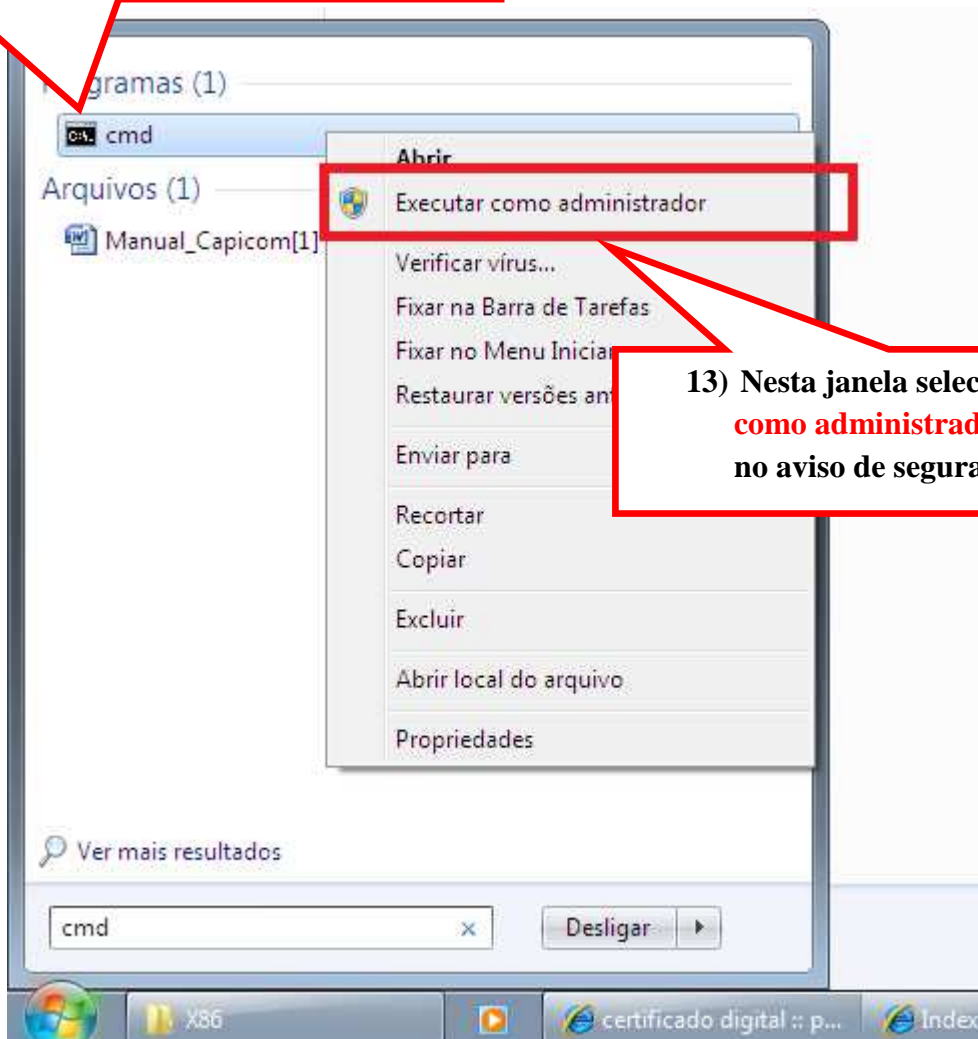 gramas (1)
cmd
Arquivos (1)
Manual_Capicom[1]
Abrir
Executar como administrador
Verificar vírus...
Fixar na Barra de Tarefas
Fixar no Menu Iniciar
Restaurar versões ant
Enviar para
Recortar
Copiar
Excluir
Abrir local do arquivo
Propriedades
13) Nesta janela selec
como administrad
no aviso de segura
Ver mais resultados
cmd
Desligar
X86
certificado digital :: p...
Index